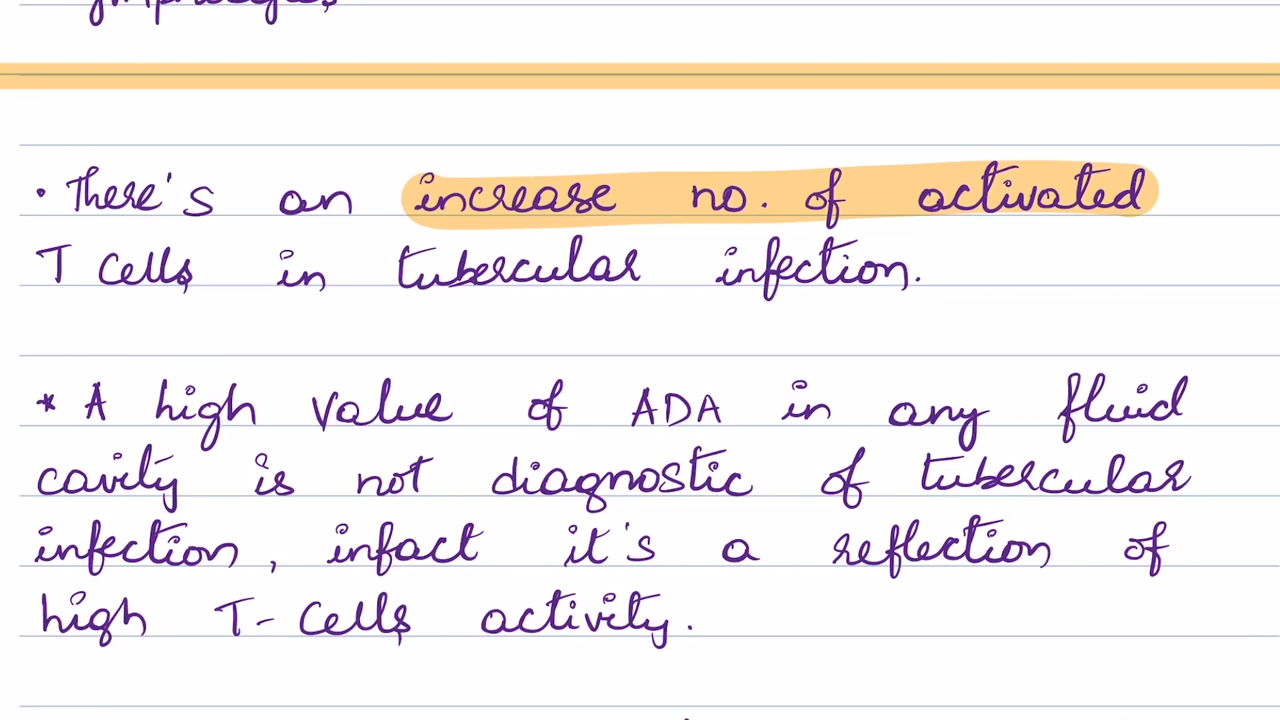 • There's an increase no. of activated
T cells in tubercular infection.
* A high value of ADA in any fluid
cavity is not diagnostic of tubercular
infection, infact it's a reflection of
high T- cells activity.